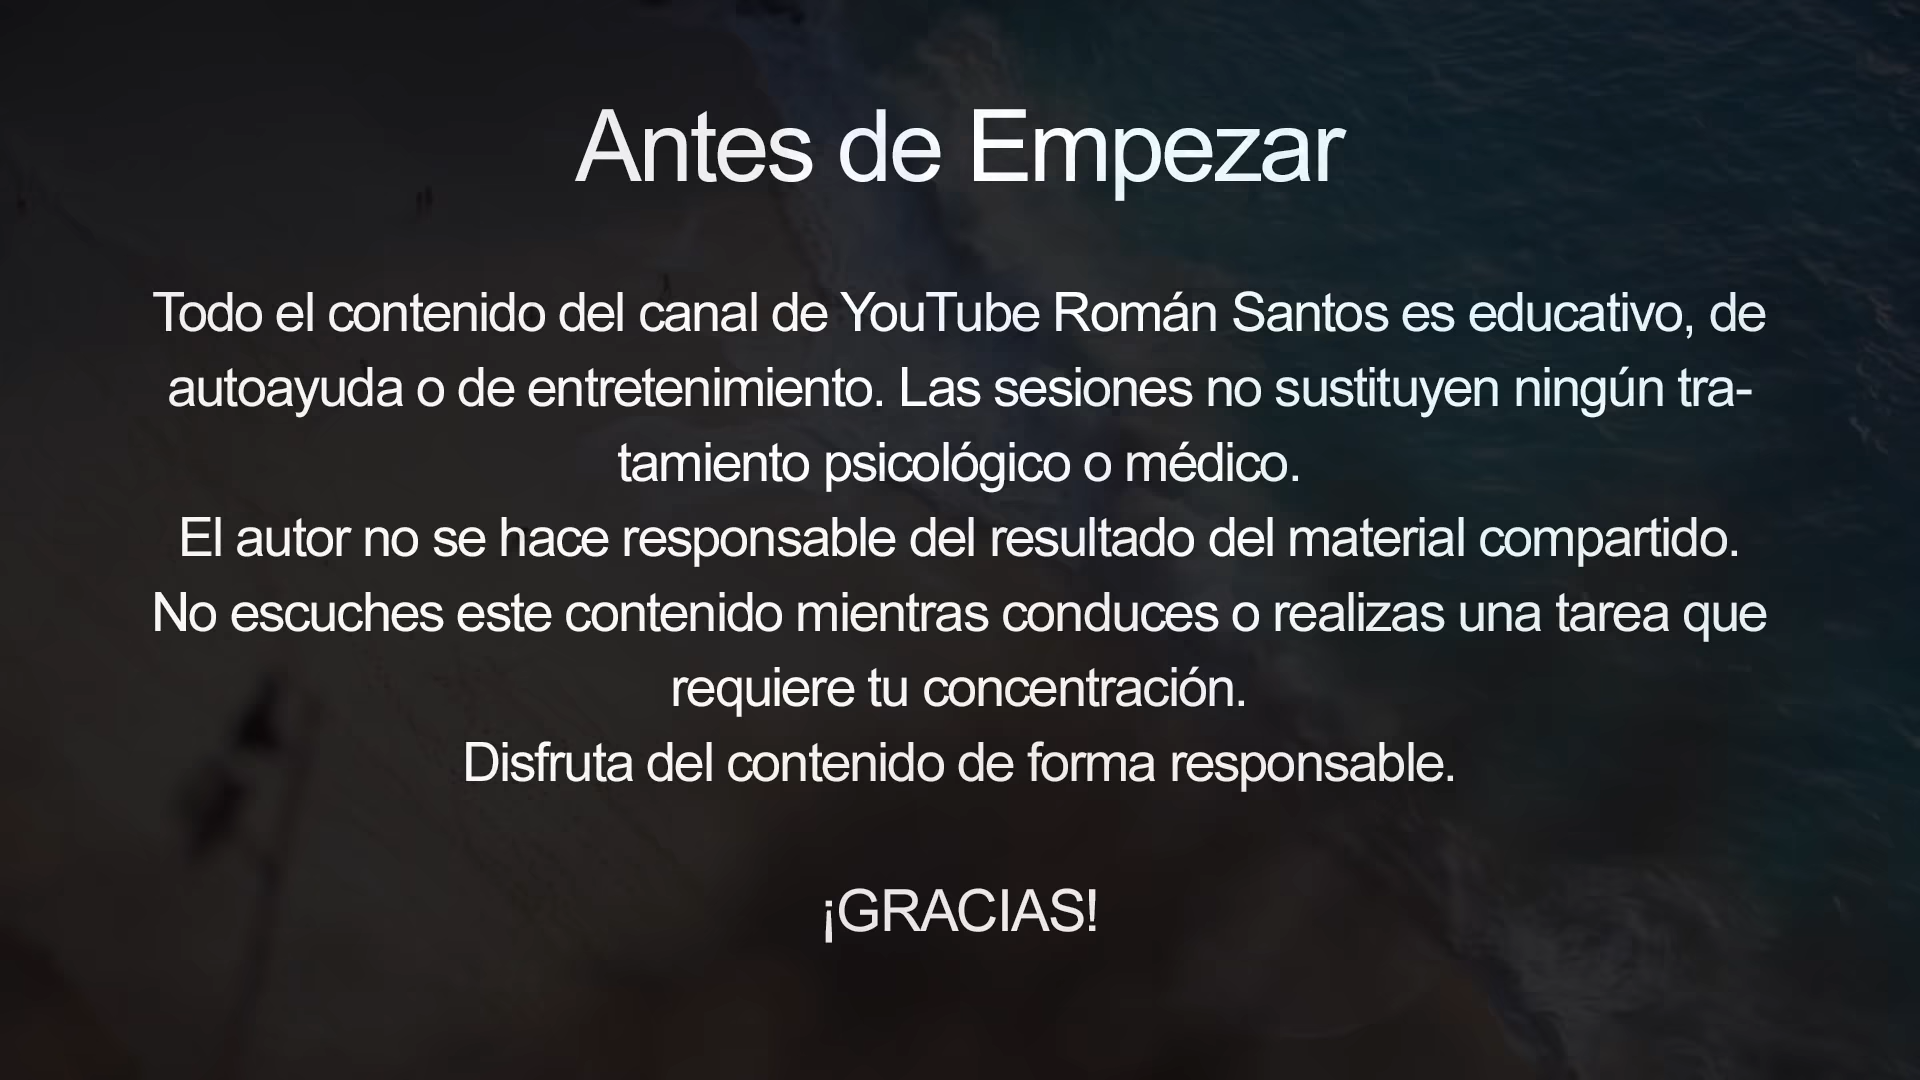 Antes de Empezar
Todo el contenido del canal de YouTube Román Santos es educativo, de
autoayuda o de entretenimiento. Las sesiones no sustituyen ningún tra-
tamiento psicológico o médico.
El autor no se hace responsable del resultado del material compartido.
No escuches este contenido mientras conduces o realizas una tarea que
requiere tu concentración.
Disfruta del contenido de forma responsable.
¡GRACIAS!